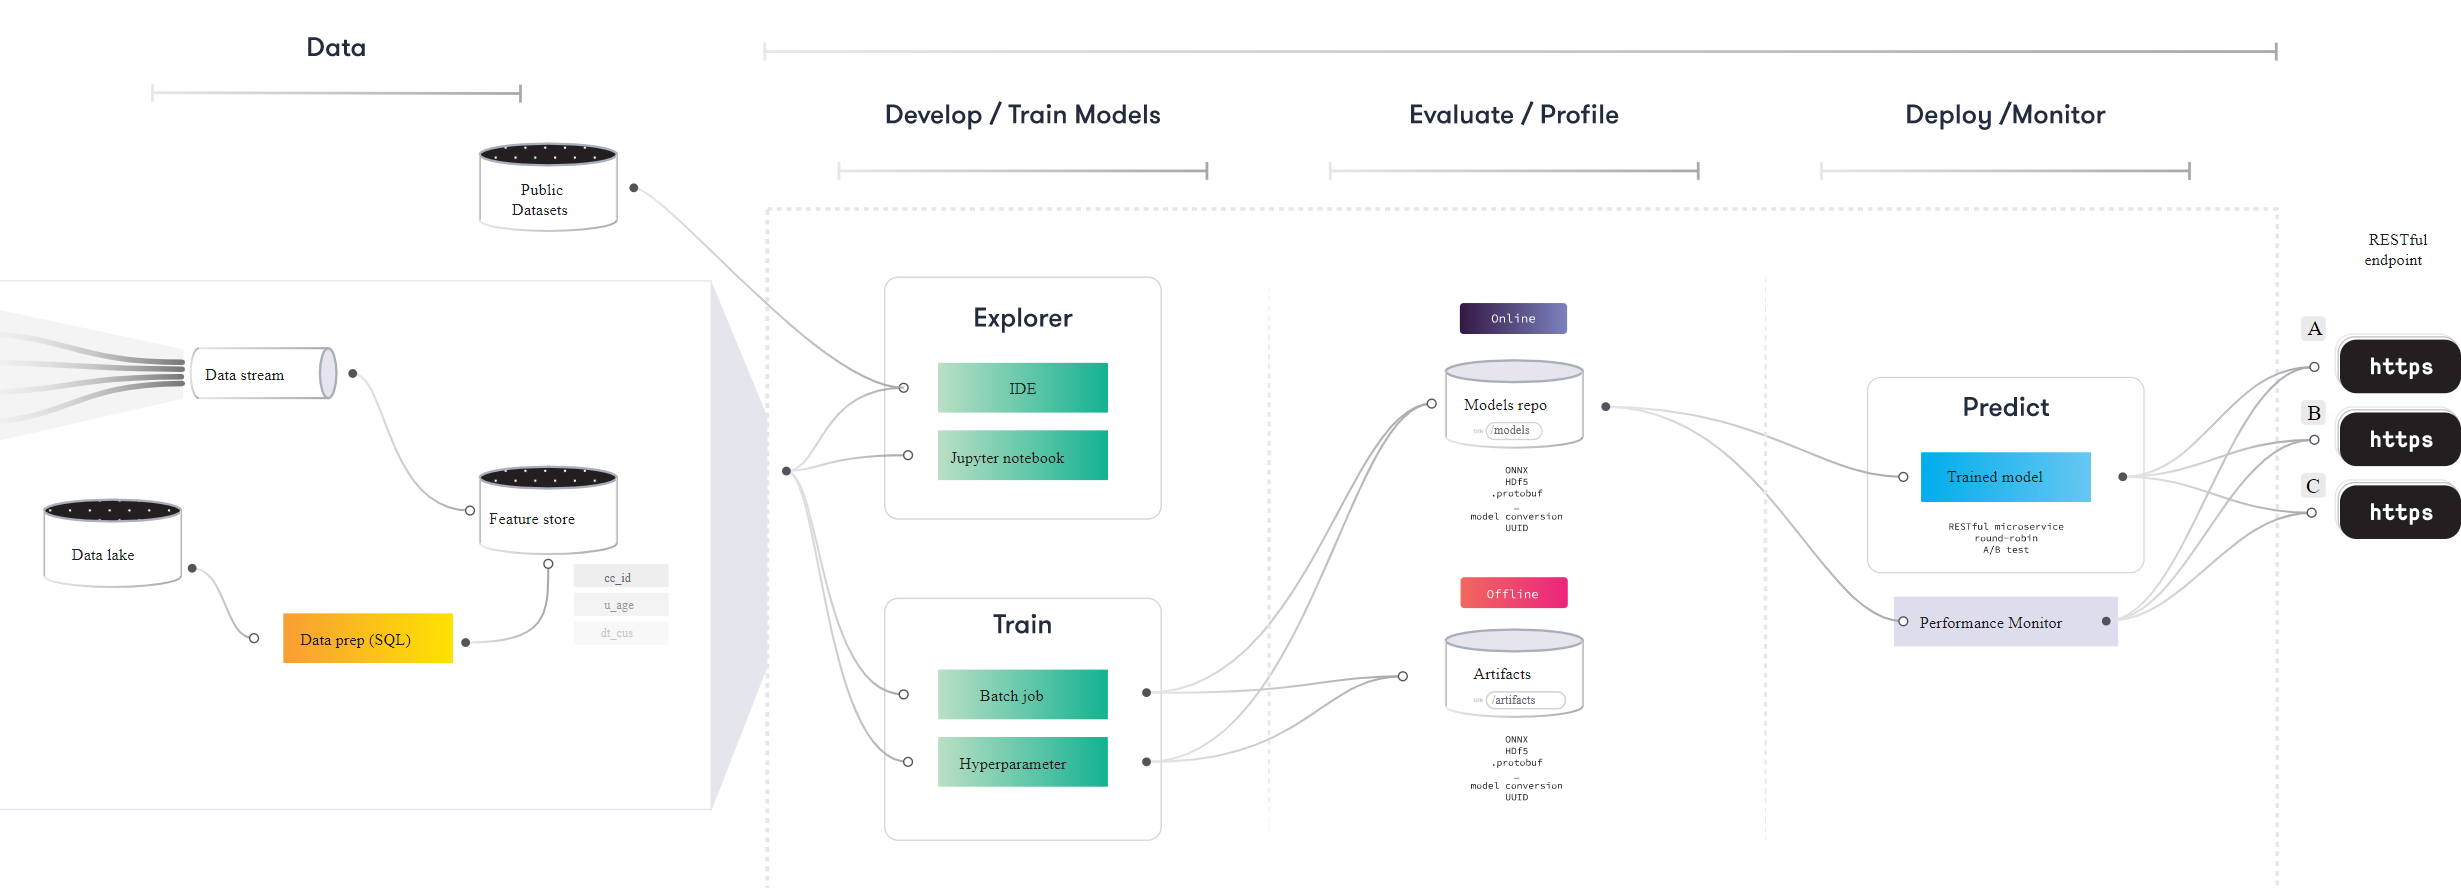 Data
Develop / Train Models
Evaluate / Profile
Deploy /Monitor
Public
Datasets
Data stream
Feature store
Data lake
Data prep (SQL)
cc_id
u_age
dt_cus
Explorer
IDE
Jupyter notebook
Train
Batch job
Hyperparameter
Online
Models repo
/models
ONNX
HDf5
.protobuf
…
model conversion
UUID
Offline
Artifacts
/artifacts
ONNX
HDf5
.protobuf
…
model conversion
UUID
Predict
Trained model
RESTful microservice
round-robin
A/B test
Performance Monitor
RESTful
endpoint
A
https
B
https
C
https